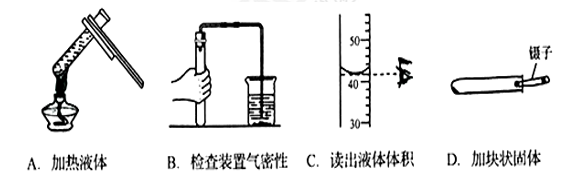 50
40
30
镊子
A. 加热液体
B. 检查装置气密性
C. 读出液体体积
D. 加块状固体